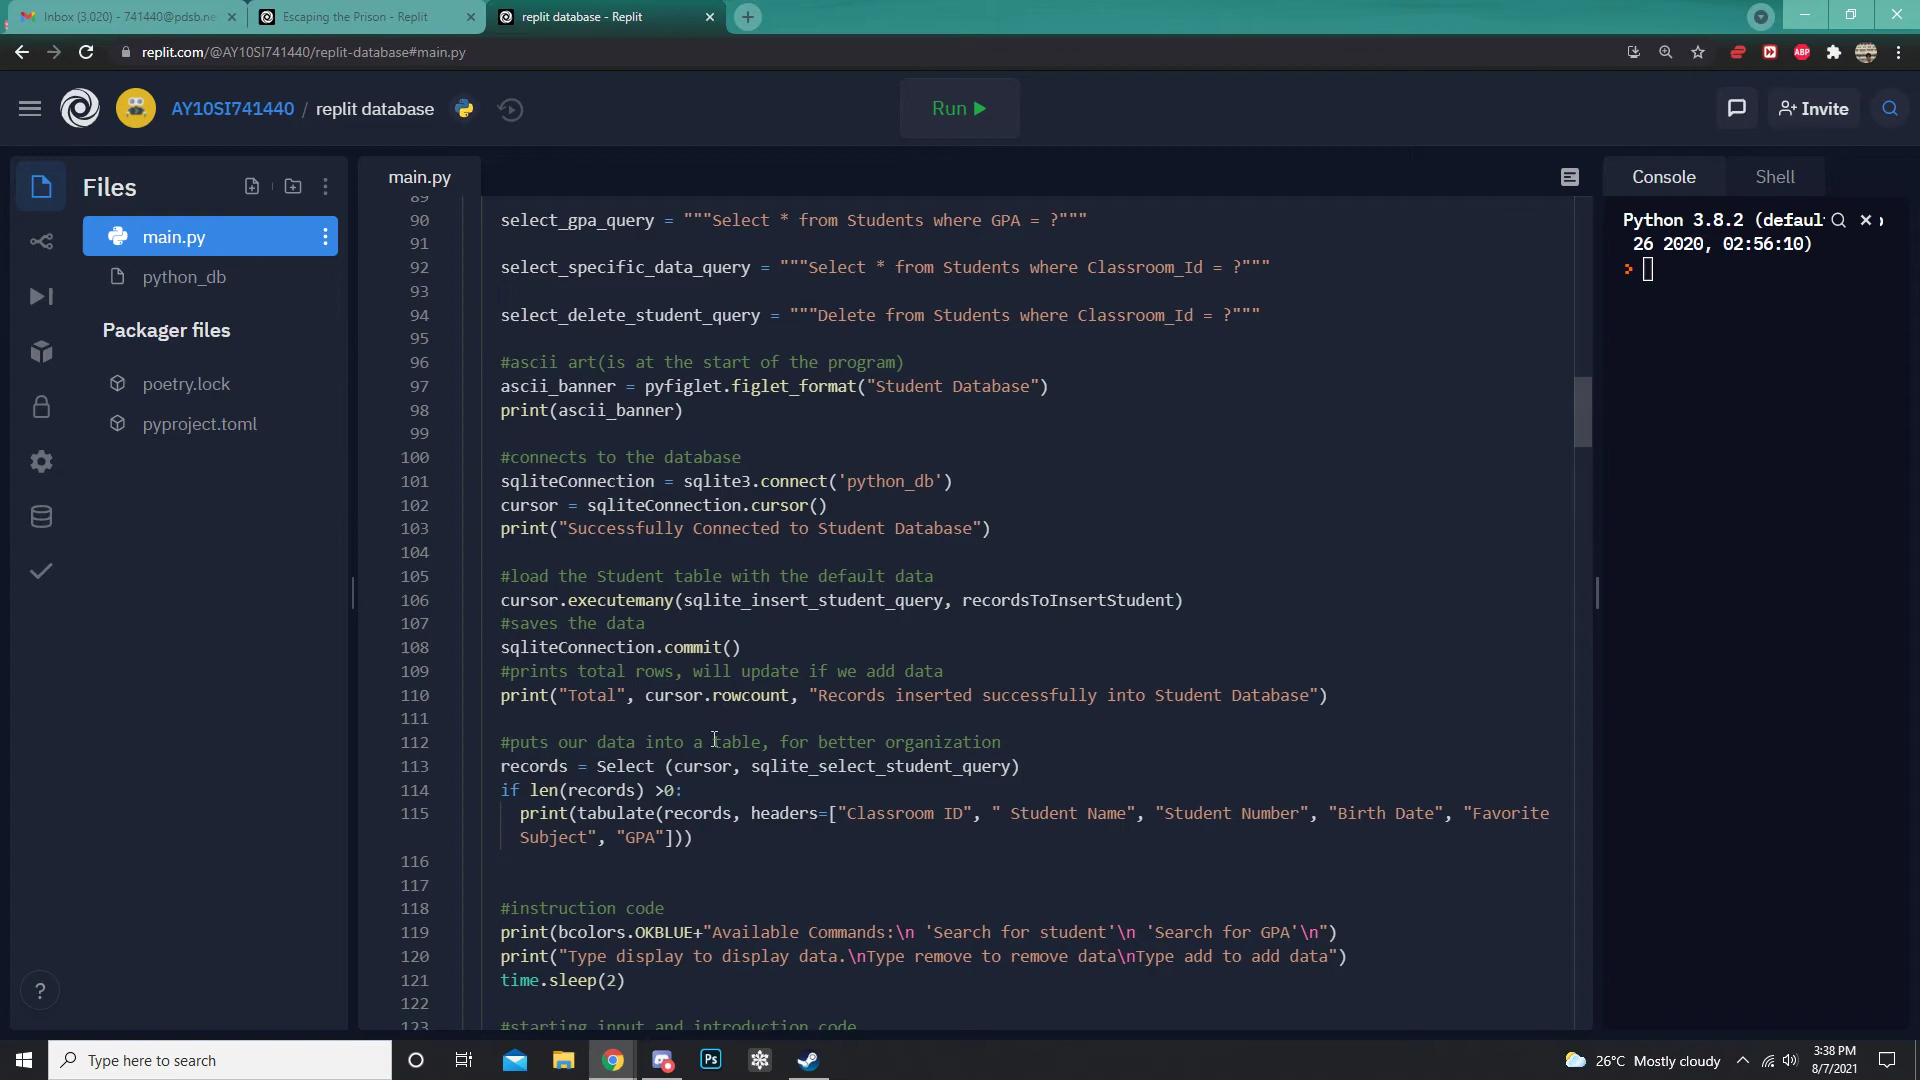 Inbox (3,020) - 741440@pdsb.ne
Escaping the Prison - Replit
replit database - Replit
replit.com/@AY10SI741440/replit-database#main.py
ABP
AY10SI741440 / replit database
Run
Invite
Files
main.py
python_db
Packager files
poetry.lock
pyproject.toml
main.py
Console
Shell
89
90 select_gpa_query = """Select * from Students where GPA = ?"""
91
92 select_specific_data_query = """Select * from Students where Classroom_Id = ?"""
93
94 select_delete_student_query = """Delete from Students where Classroom_Id = ?"""
95
96 #ascii art(is at the start of the program)
97 ascii_banner = pyfiglet.figlet_format("Student Database")
98 print(ascii_banner)
99
100 #connects to the database
101 sqliteConnection = sqlite3.connect('python_db')
102 cursor = sqliteConnection.cursor()
103 print("Successfully Connected to Student Database")
104
105 #load the Student table with the default data
106 cursor.executemany(sqlite_insert_student_query, recordsToInsertStudent)
107 #saves the data
108 sqliteConnection.commit()
109 #prints total rows, will update if we add data
110 print("Total", cursor.rowcount, "Records inserted successfully into Student Database")
111
112 #puts our data into a table, for better organization
113 records = Select (cursor, sqlite_select_student_query)
114 if len(records) >0:
115 print(tabulate(records, headers=["Classroom ID", " Student Name", "Student Number", "Birth Date", "Favorite
Subject", "GPA"]))
116
117
118 #instruction code
119 print(bcolors.OKBLUE+"Available Commands:\n 'Search for student'\n 'Search for GPA'\n")
120 print("Type display to display data.\nType remove to remove data\nType add to add data")
121 time.sleep(2)
122
123 #starting input and introduction code
Python 3.8.2 (defaul
26 2020, 02:56:10)
>
?
Type here to search
Ps
26°C Mostly cloudy
3:38 PM
8/7/2021